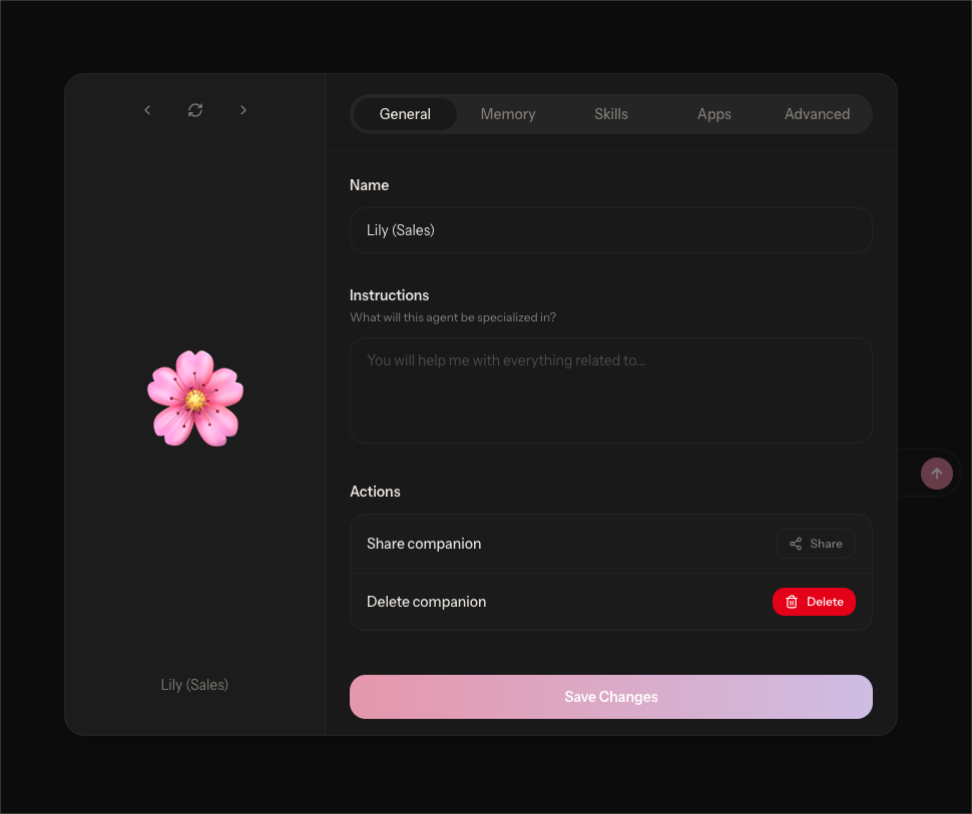 General
Memory
Skills
Apps
Advanced
Name
Lily (Sales)
Instructions
What will this agent be specialized in?
You will help me with everything related to...
Actions
Share companion
Share
Delete companion
Delete
Lily (Sales)
Save Changes